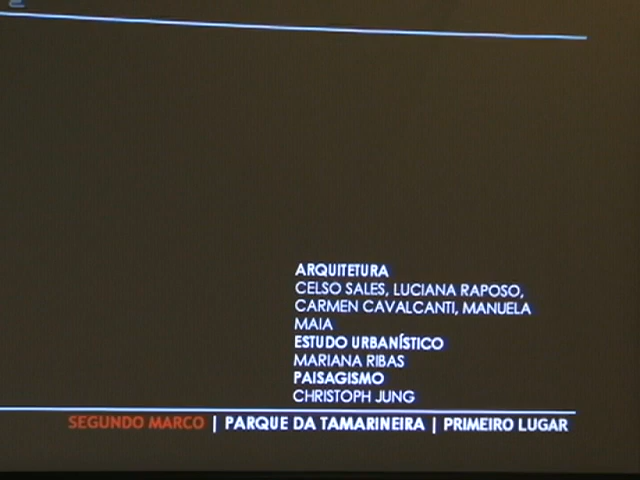 ARQUITETURA
CELSO SALES, LUCIANA RAPOSO,
CARMEN CAVALCANTI, MANUELA
MAIA
ESTUDO URBANÍSTICO
MARIANA RIBAS
PAISAGISMO
CHRISTOPH JUNG
SEGUNDO MARCO | PARQUE DA TAMARINEIRA | PRIMEIRO LUGAR